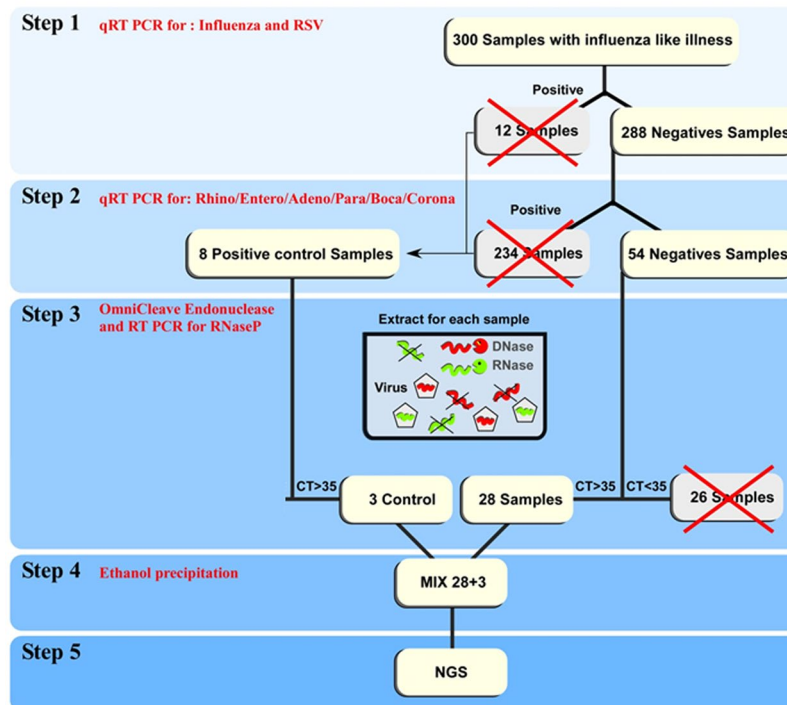 Step 1
qRT PCR for : Influenza and RSV
300 Samples with influenza like illness
Positive
12 Samples
288 Negatives Samples
Step 2
qRT PCR for: Rhino/Entero/Adeno/Para/Boca/Corona
Positive
8 Positive control Samples
234 Samples
54 Negatives Samples
Step 3
OmniCleave Endonuclease
and RT PCR for RNaseP
Extract for each sample
DNase
RNase
Virus
CT>35
3 Control
28 Samples
CT>35
CT<35
26 Samples
Step 4
Ethanol precipitation
MIX 28+3
Step 5
NGS